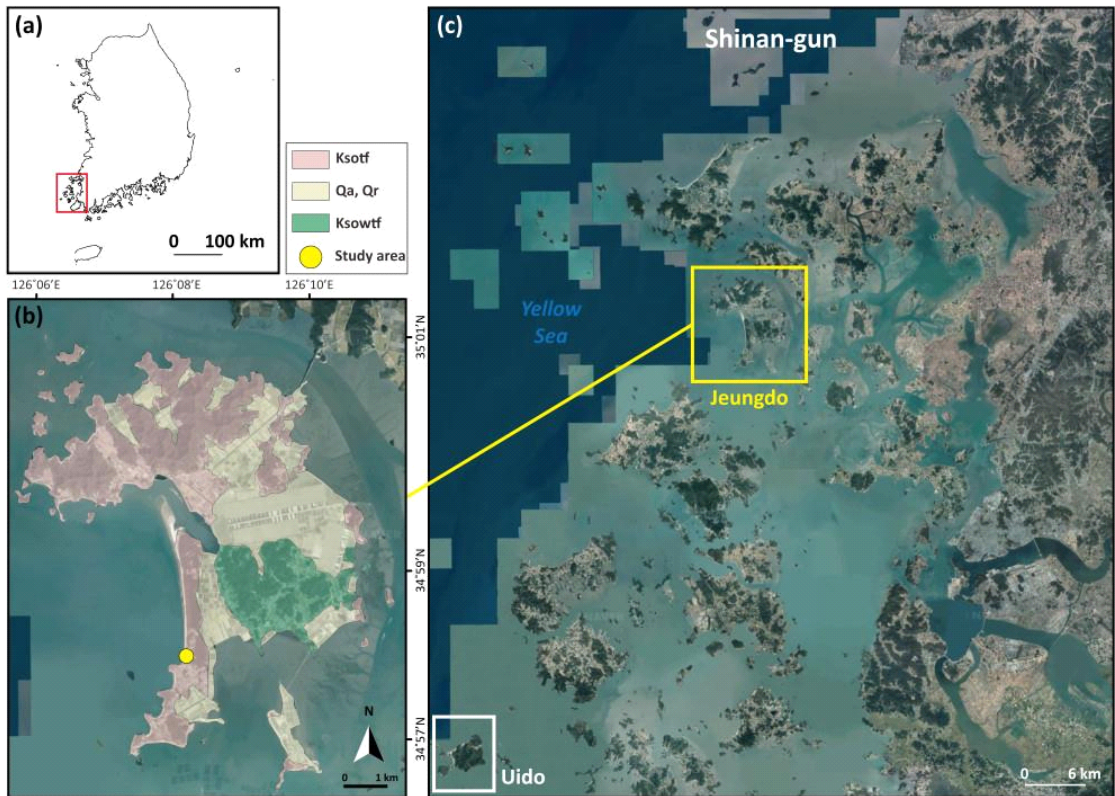 (a)
0 100 km
Ksotf
Qa, Qr
Ksowtf
Study area
126°06'E
126°08'E
126°10'E
(b)
35°01'N
34°59'N
34°57'N
N
0 1 km
(c)
Shinan-gun
Yellow
Sea
Jeungdo
Uido
0 6 km